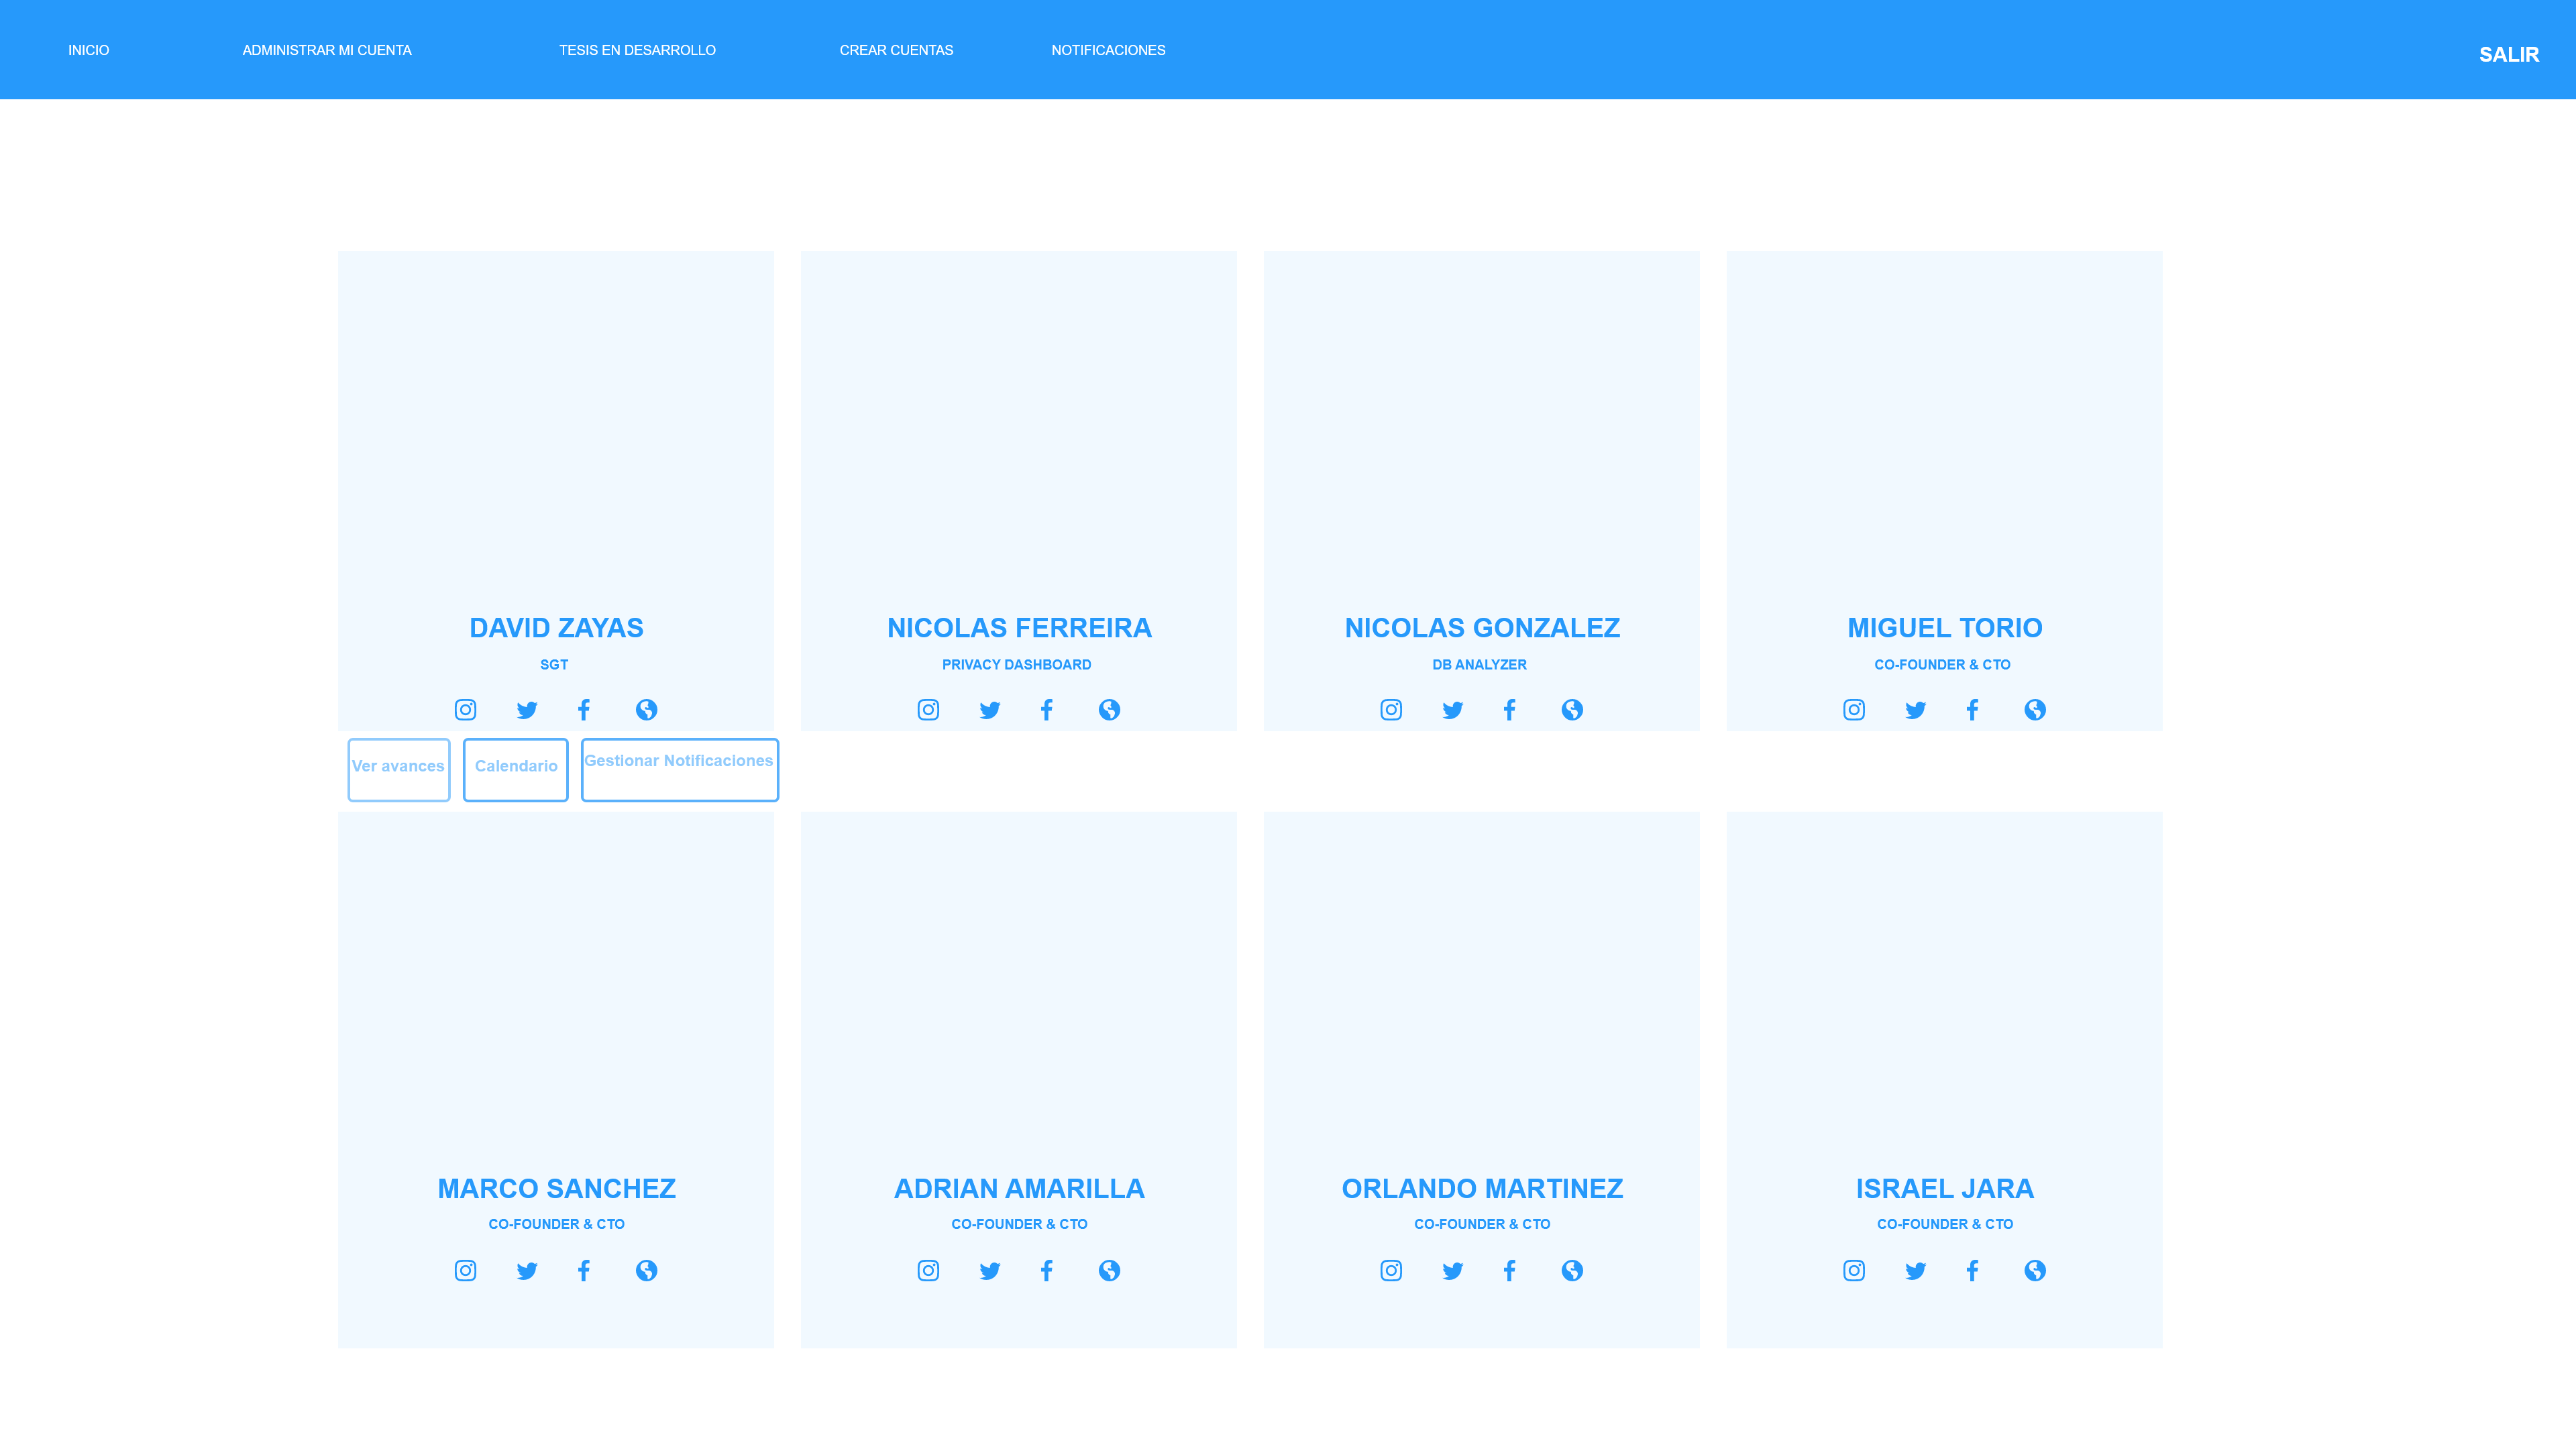 INICIO
ADMINISTRAR MI CUENTA
TESIS EN DESARROLLO
CREAR CUENTAS
NOTIFICACIONES
SALIR
DAVID ZAYAS
SGT
NICOLAS FERREIRA
PRIVACY DASHBOARD
NICOLAS GONZALEZ
DB ANALYZER
MIGUEL TORIO
CO-FOUNDER & CTO
Ver avances
Calendario
Gestionar Notificaciones
MARCO SANCHEZ
CO-FOUNDER & CTO
ADRIAN AMARILLA
CO-FOUNDER & CTO
ORLANDO MARTINEZ
CO-FOUNDER & CTO
ISRAEL JARA
CO-FOUNDER & CTO